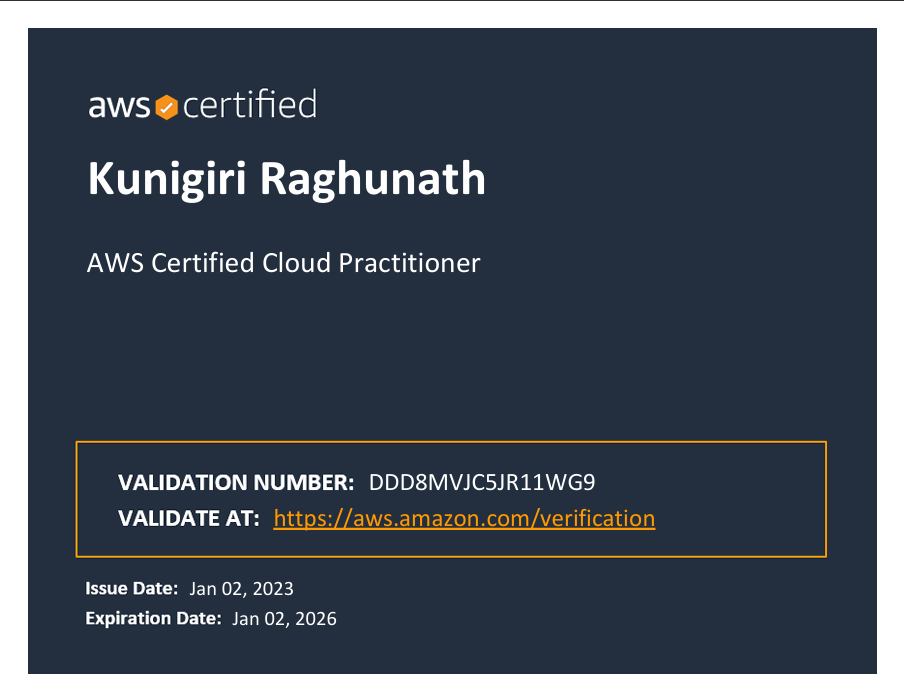 aws certified
Kunigiri Raghunath
AWS Certified Cloud Practitioner
VALIDATION NUMBER: DDD8MVJC5JR11WG9
VALIDATE AT: https://aws.amazon.com/verification
Issue Date: Jan 02, 2023
Expiration Date: Jan 02, 2026